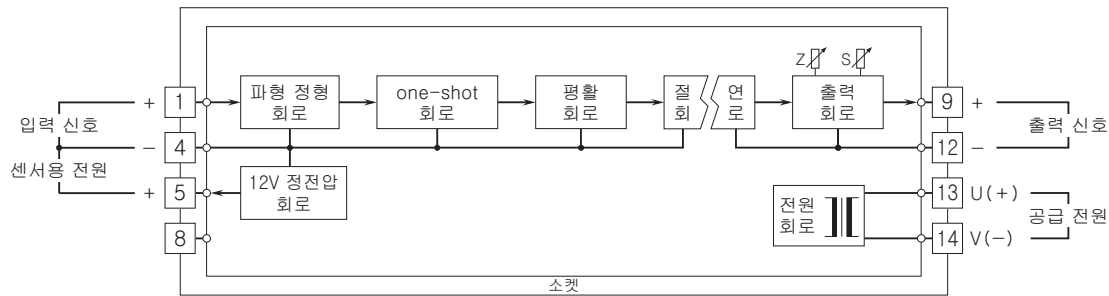 Z S
파형 정형
회로
one-shot
회로
평활
회로
절 연
회 로
출력
회로
+ 1
입력 신호
− 4
센서용 전원
+ 5
8
12V 정전압
회로
9 +
출력 신호
12 −
전원
회로
13 U(+)
공급 전원
14 V(−)
소켓